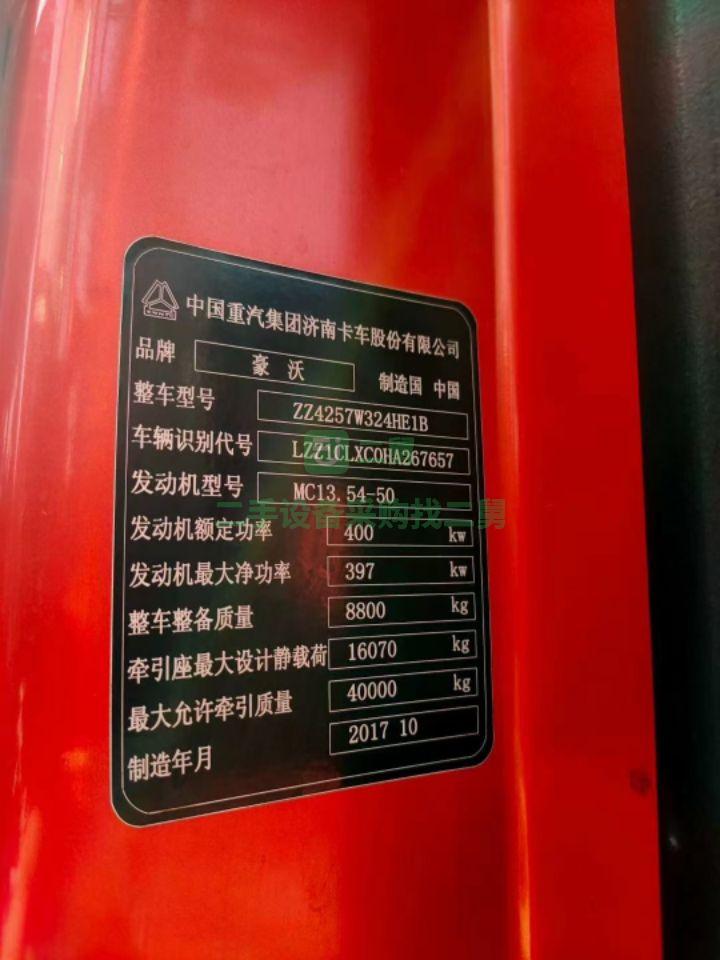 中国重汽集团济南卡车股份有限公司
品牌 豪沃 制造国 中国
整车型号 ZZ4257W324HE1B
车辆识别代号 LZZ1CLXC0HA267657
发动机型号 MC13.54-50
二手设备采购找二舅
发动机额定功率 400 kw
发动机最大净功率 397 kw
整车整备质量 8800 kg
牵引座最大设计静载荷 16070 kg
最大允许牵引质量 40000 kg
制造年月 2017 10